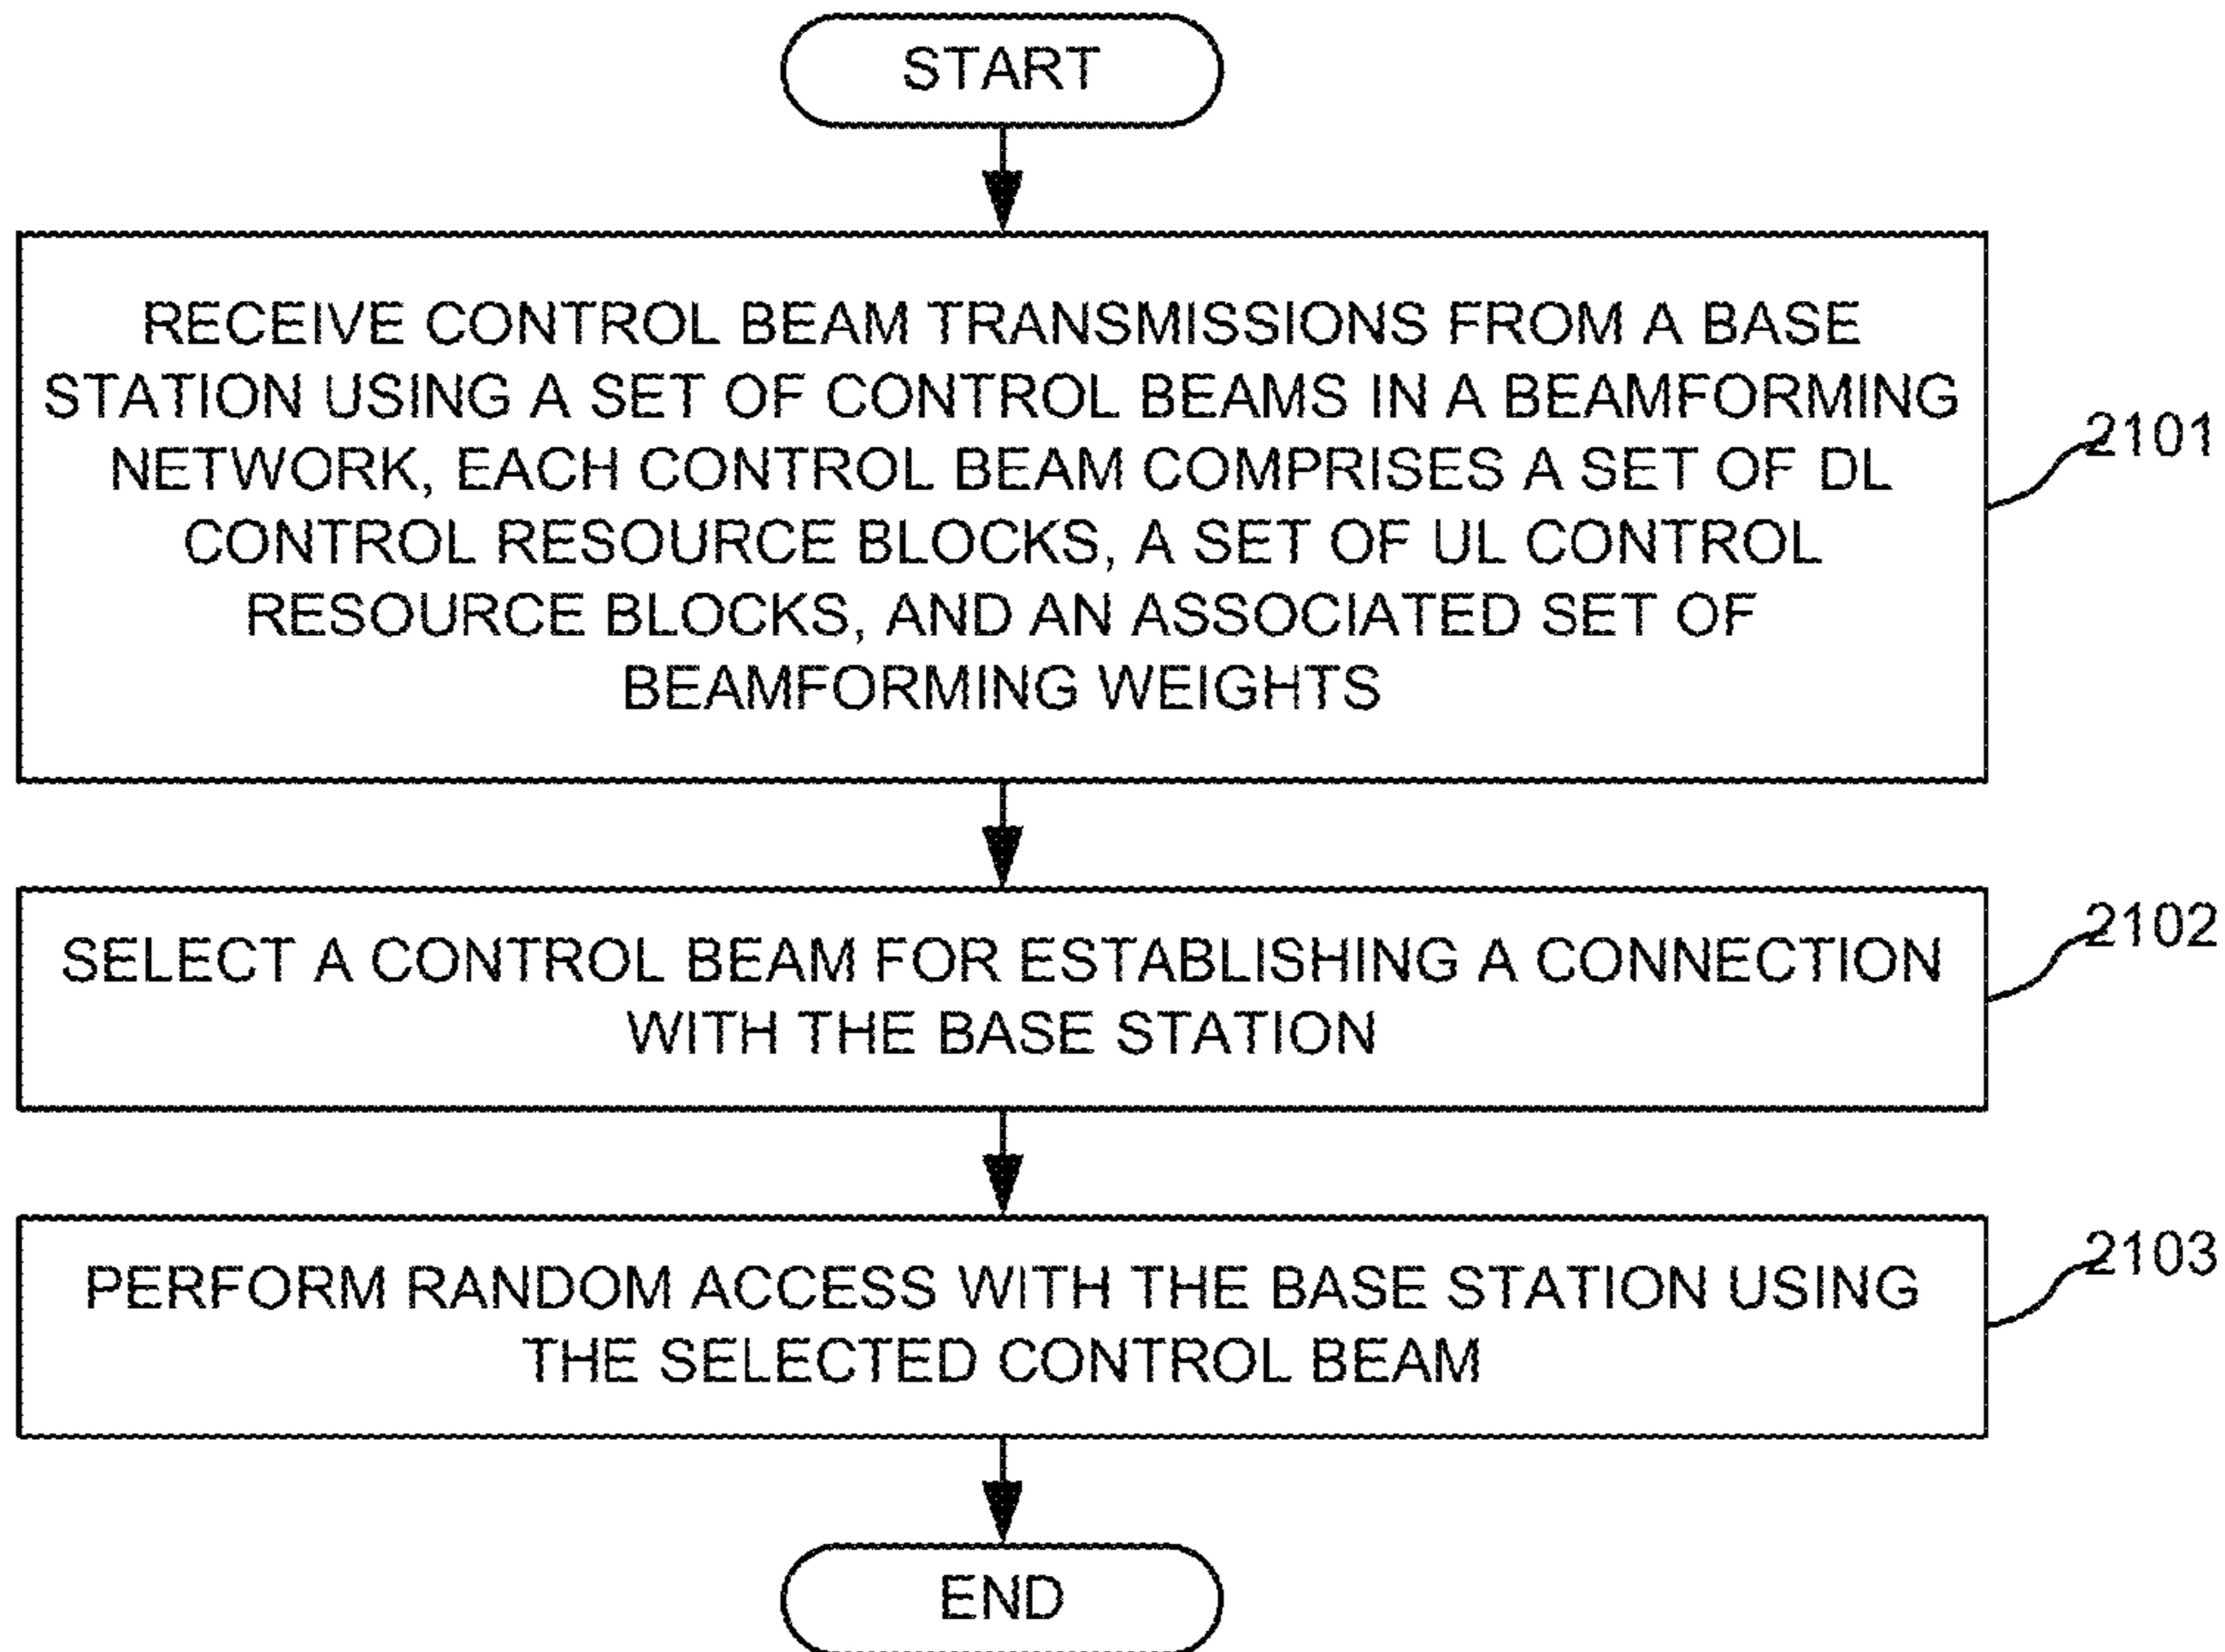 START
RECEIVE CONTROL BEAM TRANSMISSIONS FROM A BASE
STATION USING A SET OF CONTROL BEAMS IN A BEAMFORMING
NETWORK, EACH CONTROL BEAM COMPRISES A SET OF DL
CONTROL RESOURCE BLOCKS, A SET OF UL CONTROL
RESOURCE BLOCKS, AND AN ASSOCIATED SET OF
BEAMFORMING WEIGHTS
2101
SELECT A CONTROL BEAM FOR ESTABLISHING A CONNECTION
WITH THE BASE STATION
2102
PERFORM RANDOM ACCESS WITH THE BASE STATION USING
THE SELECTED CONTROL BEAM
2103
END